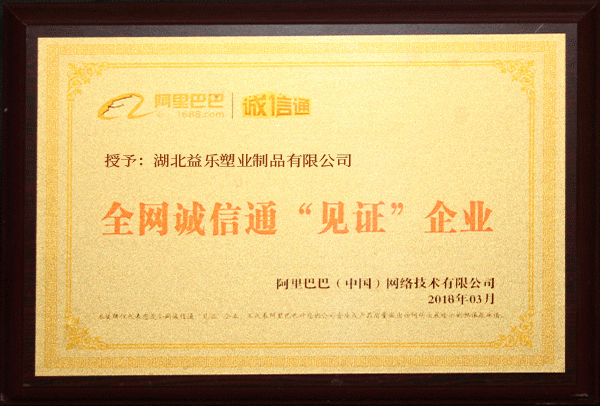 阿里巴巴 诚信通
1688.com
授予：湖北益乐塑业制品有限公司
全网诚信通“见证”企业
阿里巴巴（中国）网络技术有限公司
2018年03月